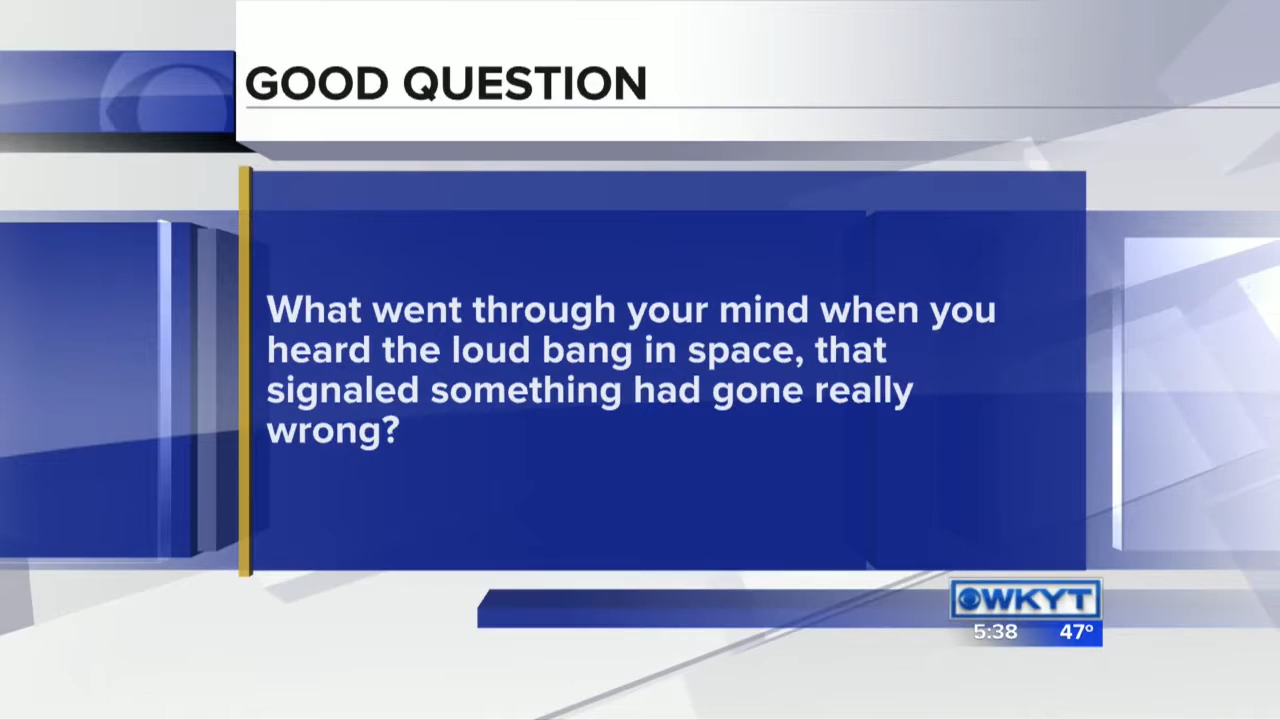 GOOD QUESTION
What went through your mind when you
heard the loud bang in space, that
signaled something had gone really
wrong?
WKYT
5:38 47°